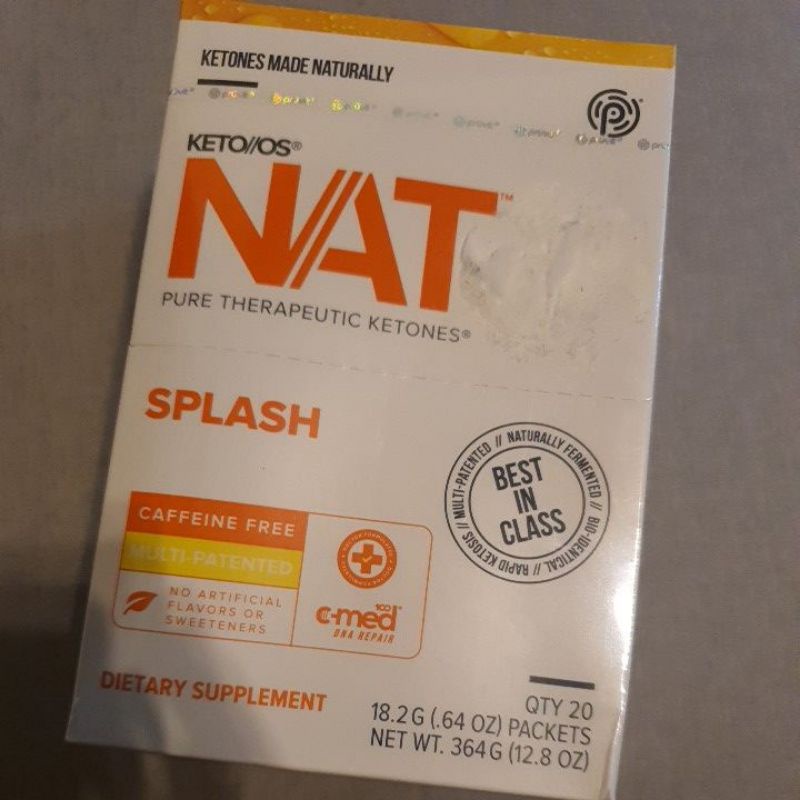 KETONES MADE NATURALLY
KETO//OS®
N//AT™
PURE THERAPEUTIC KETONES®
SPLASH
NATURALLY FERMENTED // BIO-IDENTICAL // RAPID KETOSIS // MULTI-PATENTED //
BEST
IN
CLASS
CAFFEINE FREE
MULTI-PATENTED
NO ARTIFICIAL
FLAVORS OR
SWEETENERS
c-med 100™
DNA REPAIR
DIETARY SUPPLEMENT
QTY 20
18.2 G (.64 OZ) PACKETS
NET WT. 364 G (12.8 OZ)